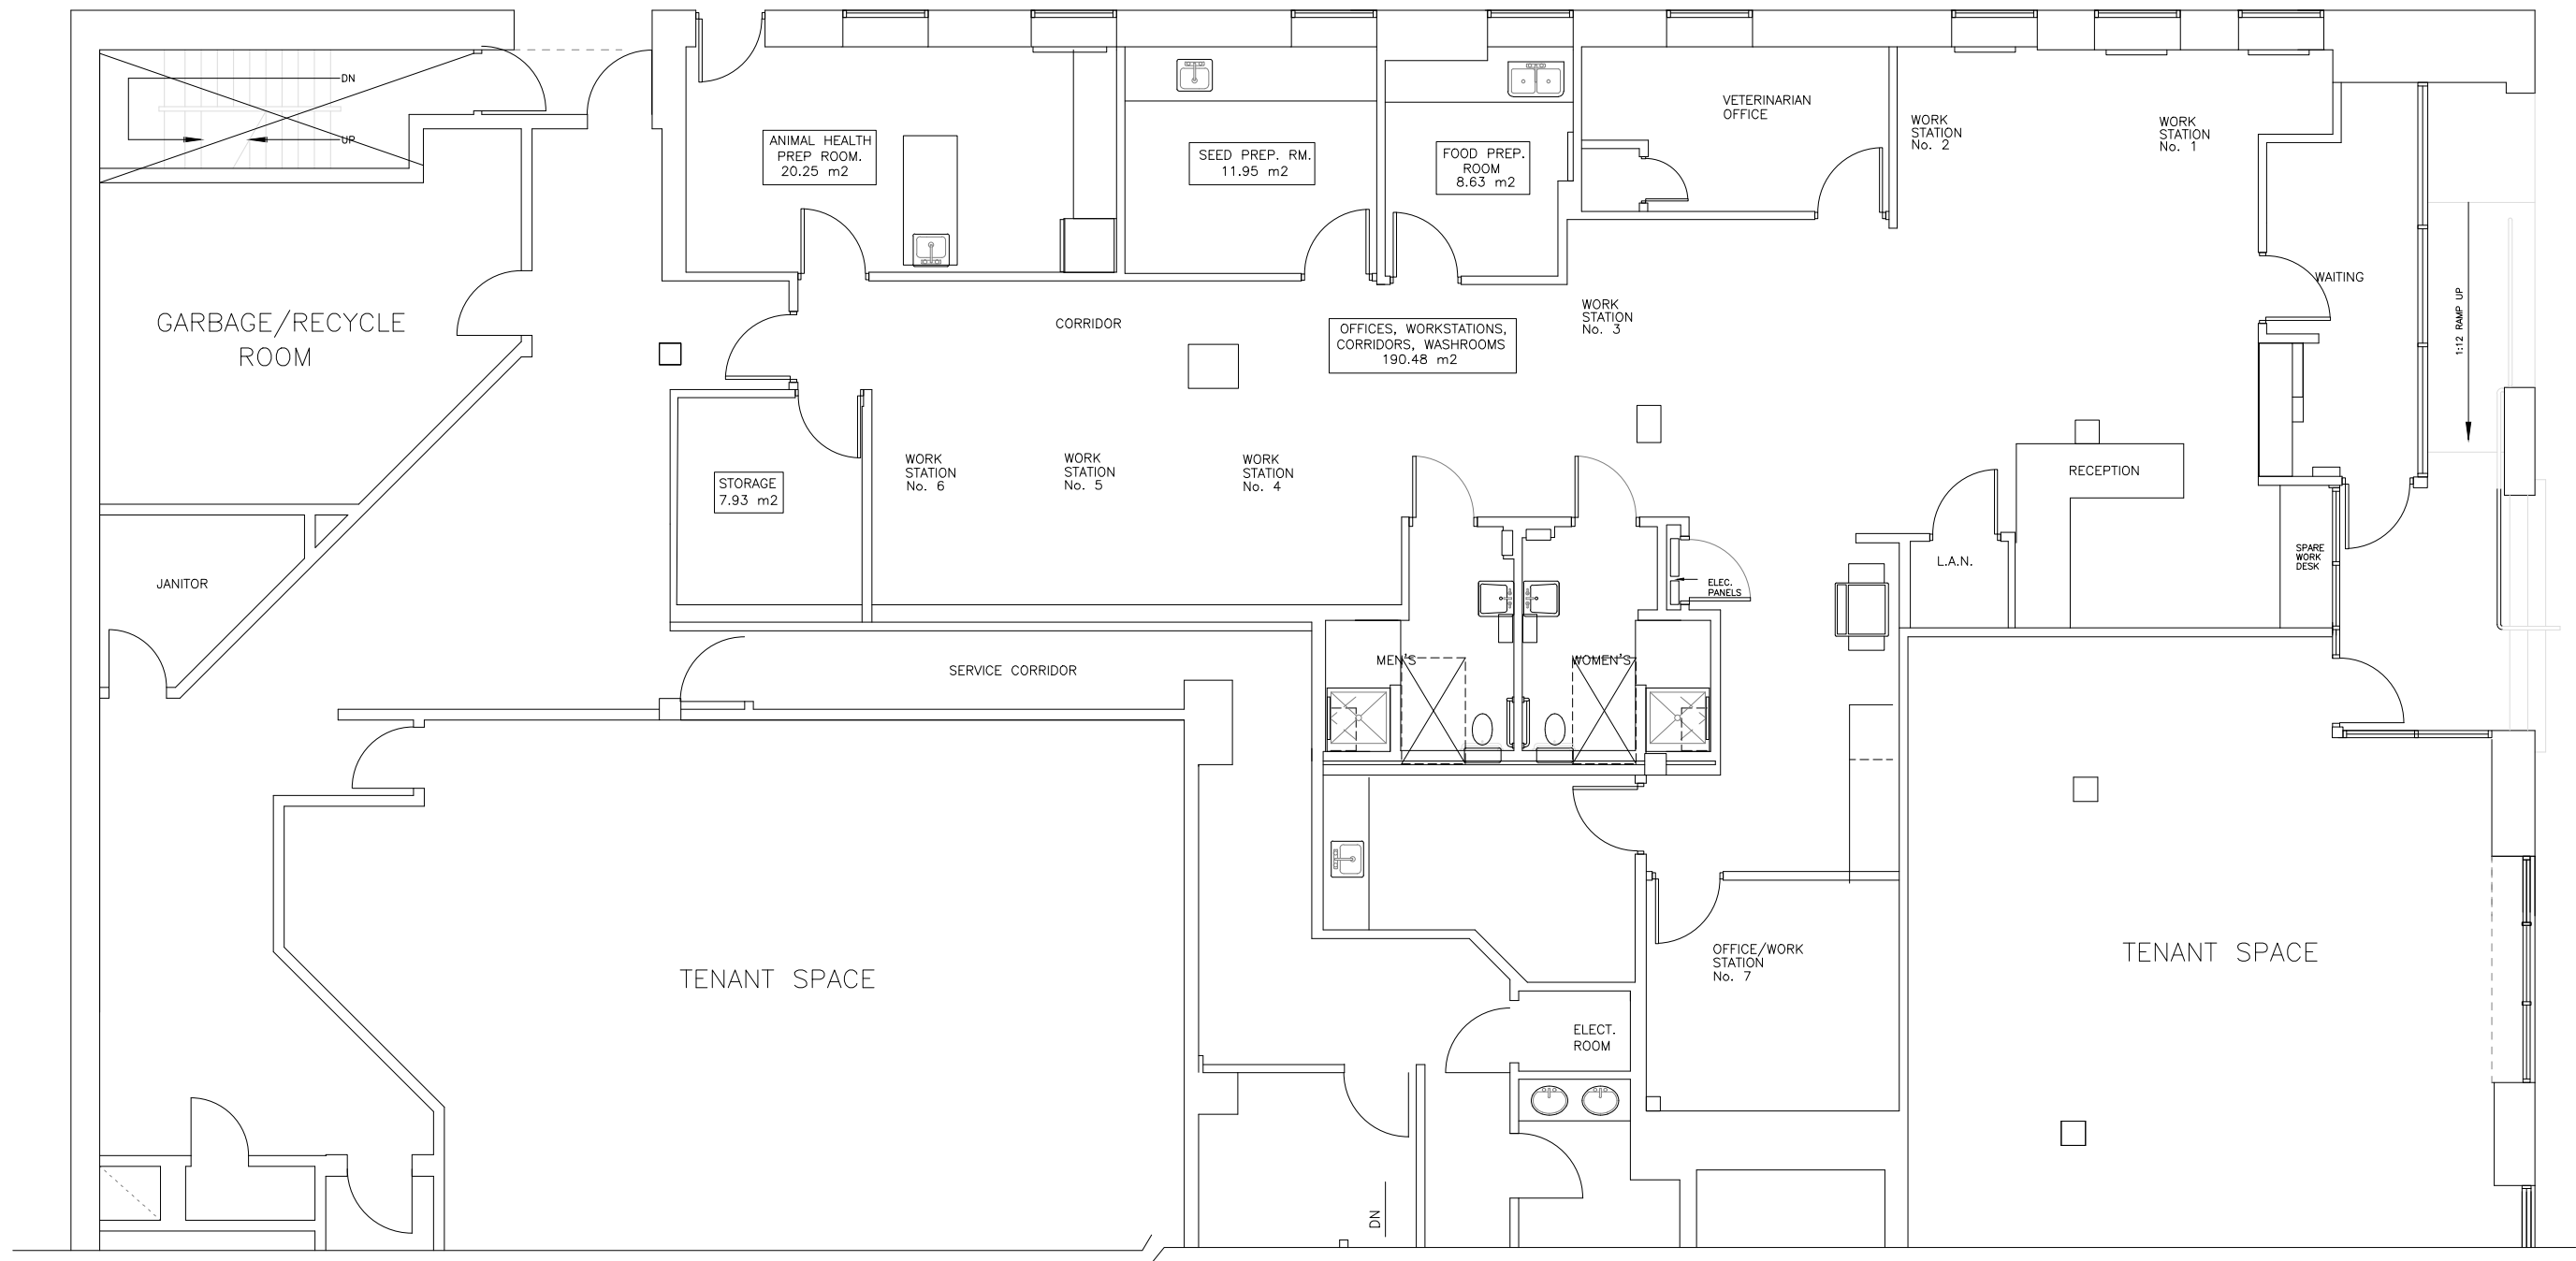 DN
UP
ANIMAL HEALTH
PREP ROOM.
20.25 m2
SEED PREP. RM.
11.95 m2
FOOD PREP.
ROOM
8.63 m2
VETERINARIAN
OFFICE
WORK
STATION
No. 2
WORK
STATION
No. 1
GARBAGE/RECYCLE
ROOM
CORRIDOR
OFFICES, WORKSTATIONS,
CORRIDORS, WASHROOMS
190.48 m2
WORK
STATION
No. 3
WAITING
1:12 RAMP UP
STORAGE
7.93 m2
WORK
STATION
No. 6
WORK
STATION
No. 5
WORK
STATION
No. 4
RECEPTION
JANITOR
ELEC.
PANELS
L.A.N.
SPARE
WORK
DESK
SERVICE CORRIDOR
MEN'S
WOMEN'S
TENANT SPACE
OFFICE/WORK
STATION
No. 7
TENANT SPACE
ELECT.
ROOM
DN